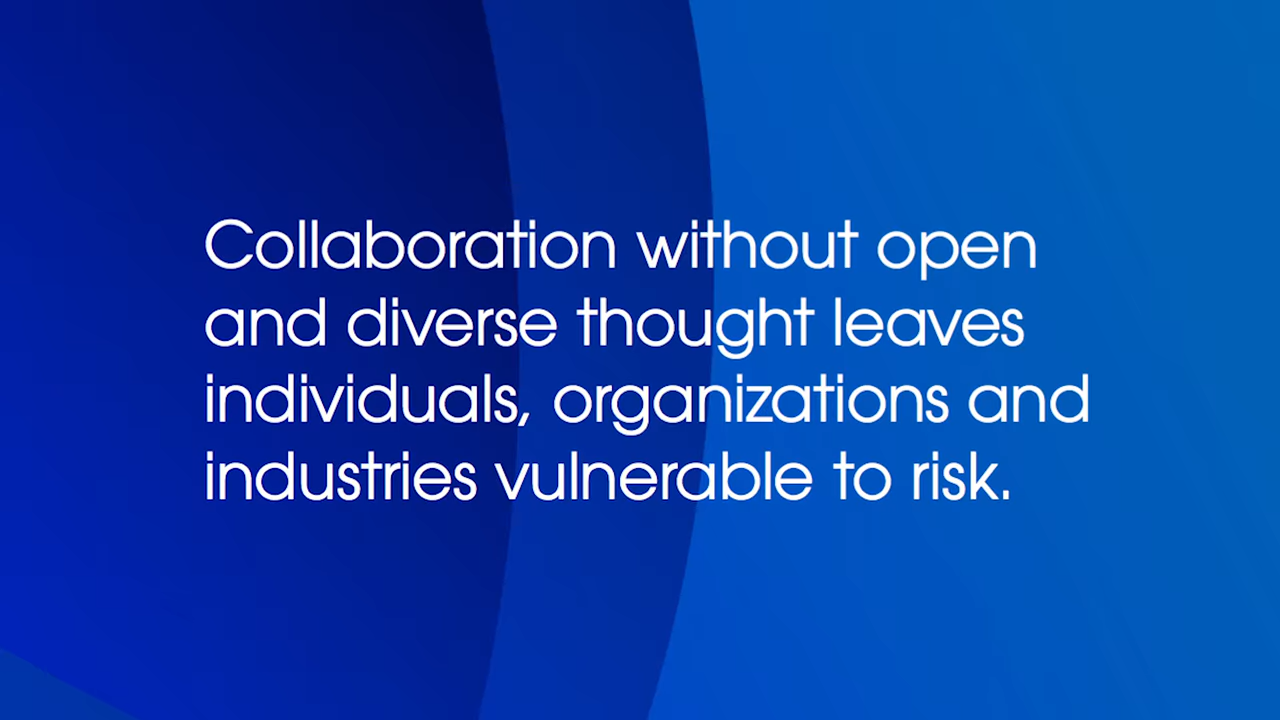 Collaboration without open
and diverse thought leaves
individuals, organizations and
industries vulnerable to risk.